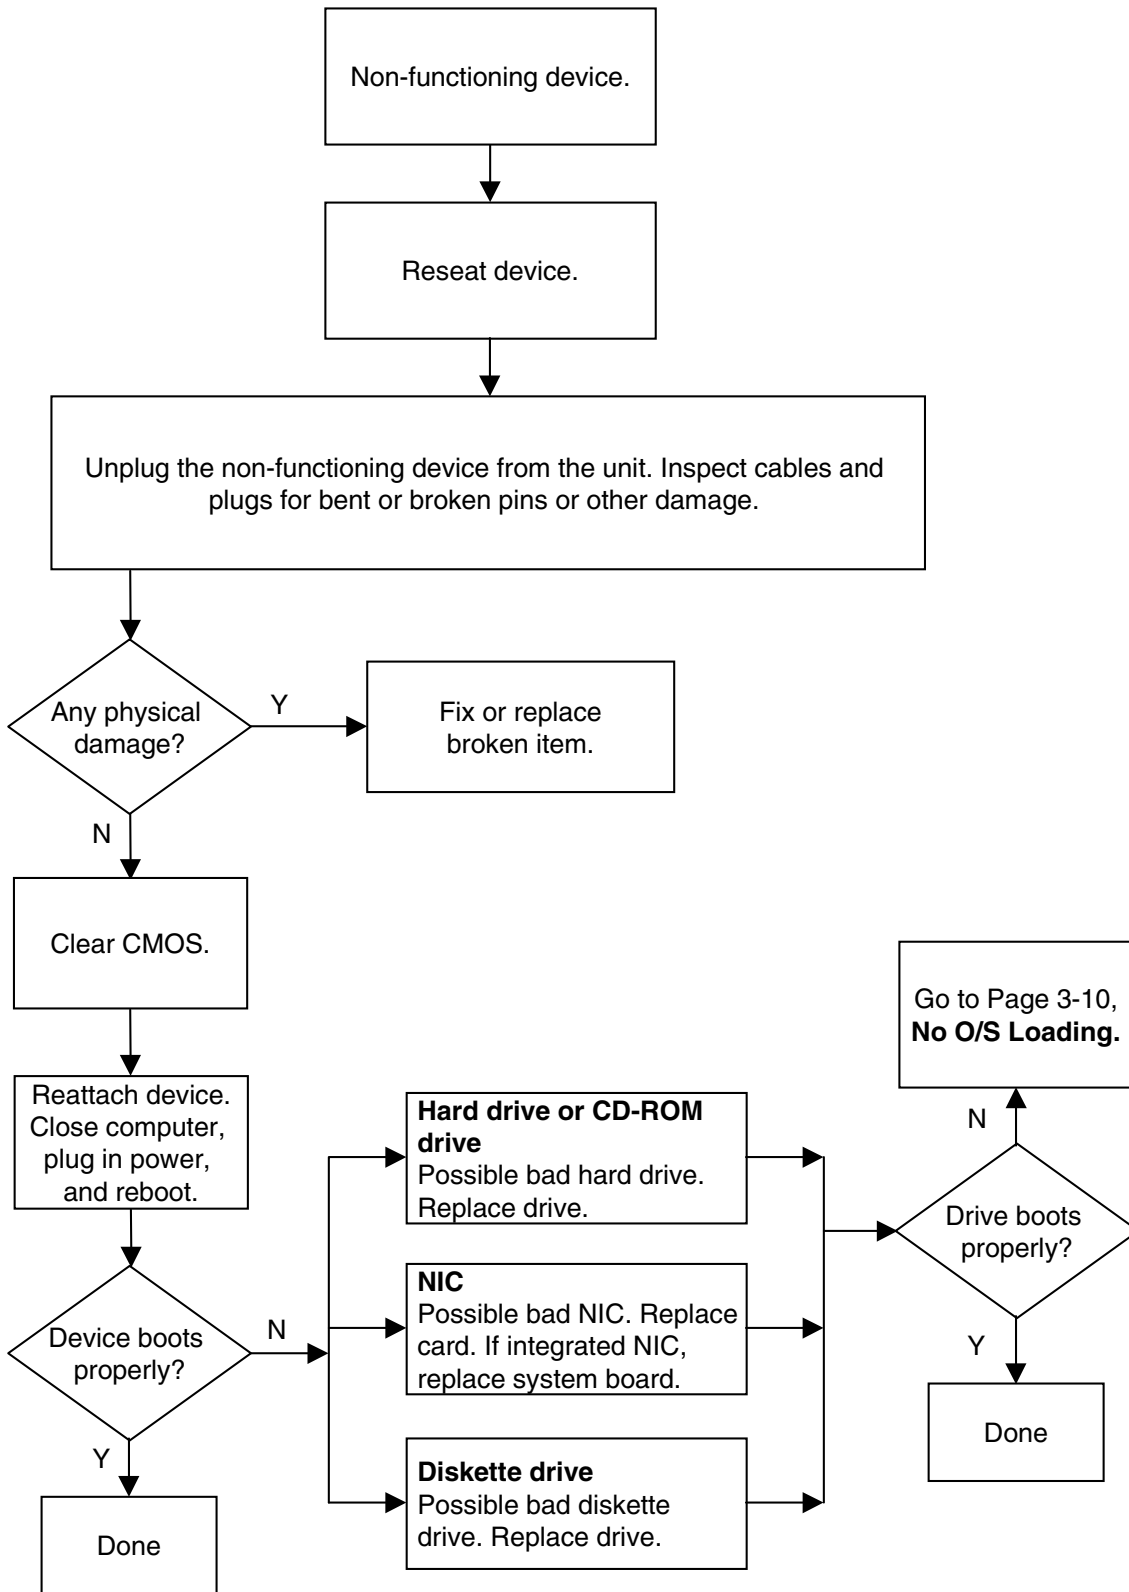 Non-functioning device.
Reseat device.
Unplug the non-functioning device from the unit. Inspect cables and
plugs for bent or broken pins or other damage.
Any physical
damage?
Y
Fix or replace
broken item.
N
Clear CMOS.
Reattach device.
Close computer,
plug in power,
and reboot.
Device boots
properly?
Y
Done
N
Hard drive or CD-ROM
drive
Possible bad hard drive.
Replace drive.
NIC
Possible bad NIC. Replace
card. If integrated NIC,
replace system board.
Diskette drive
Possible bad diskette
drive. Replace drive.
Drive boots
properly?
N
Go to Page 3-10,
No O/S Loading.
Y
Done